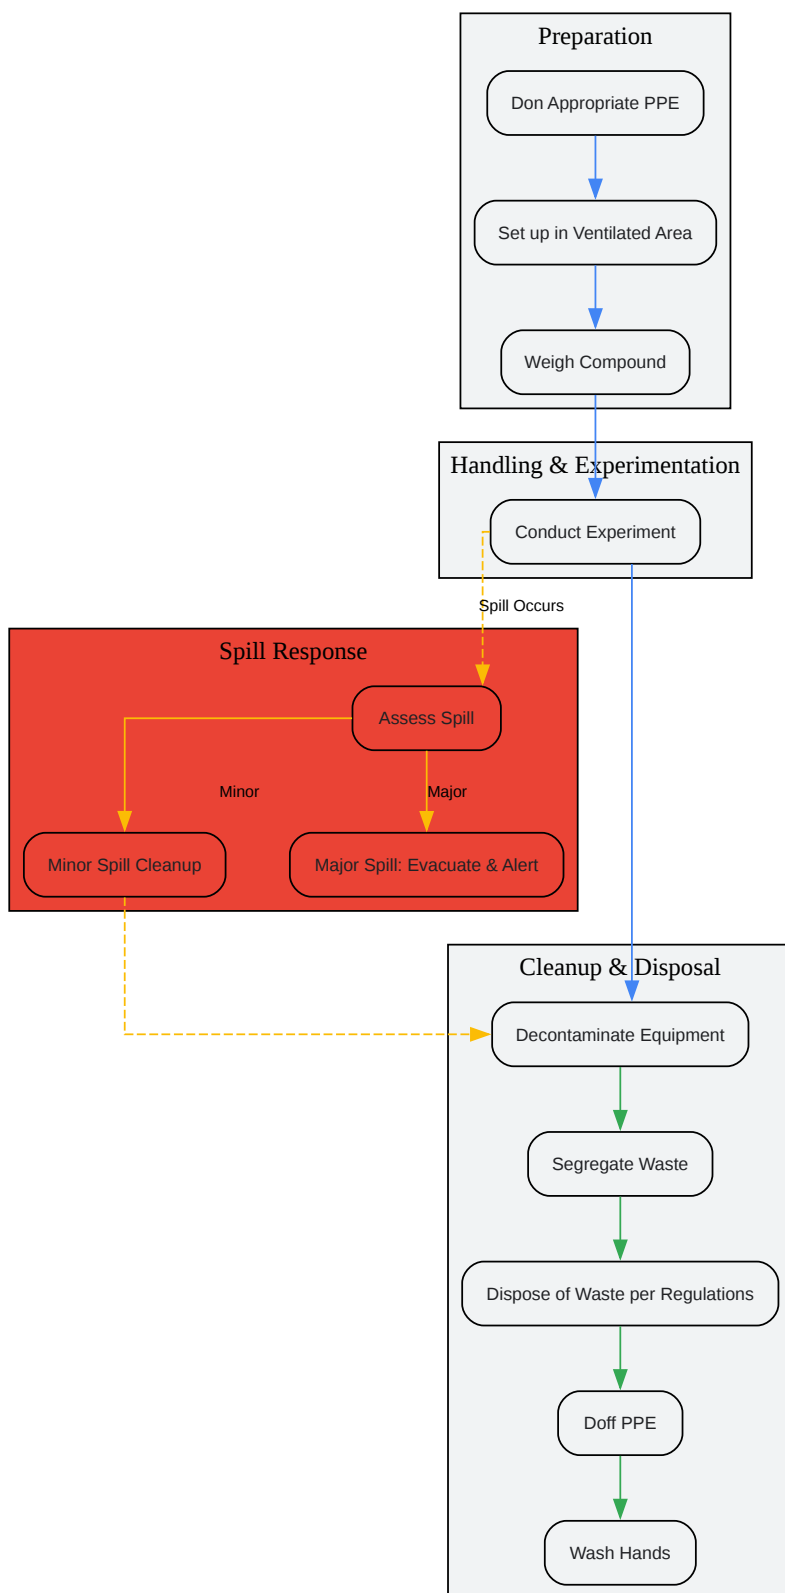 Preparation
Don Appropriate PPE
Set up in Ventilated Area
Weigh Compound
Handling & Experimentation
Conduct Experiment
Spill Occurs
Spill Response
Assess Spill
Minor
Major
Minor Spill Cleanup
Major Spill: Evacuate & Alert
Cleanup & Disposal
Decontaminate Equipment
Segregate Waste
Dispose of Waste per Regulations
Doff PPE
Wash Hands